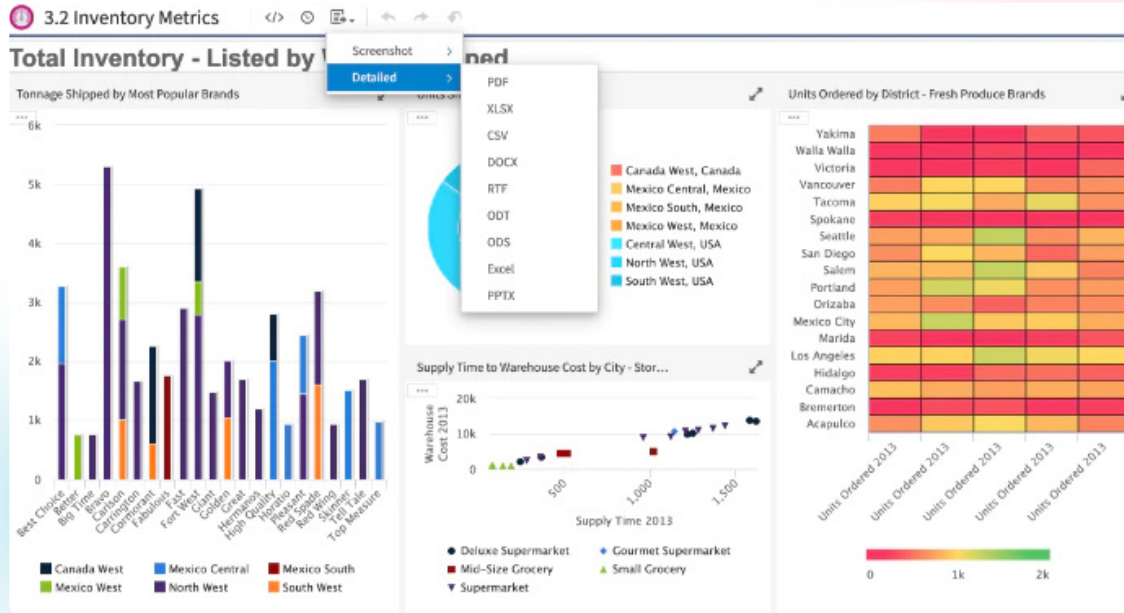 3.2 Inventory Metrics
Screenshot
Detailed
PDF
XLSX
CSV
DOCX
RTF
ODT
ODS
Excel
PPTX
Total Inventory - Listed by
Tonnage Shipped by Most Popular Brands
6k
5k
4k
3k
2k
1k
0
Best Choice
Better
Big Time
Bravo
Carlson
Carrington
Cormorant
Fabulous
Fast
Fort West
Giant
Golden
Great
Hermanos
High Quality
Horatio
Pleasant
Red Spade
Red Wing
Skinner
Tell Tale
Top Measure
Canada West
Mexico Central
Mexico South
Mexico West
North West
South West
Canada West, Canada
Mexico Central, Mexico
Mexico South, Mexico
Mexico West, Mexico
Central West, USA
North West, USA
South West, USA
Supply Time to Warehouse Cost by City - Stor...
Warehouse
Cost 2013
20k
10k
0
500
1,000
1,500
Supply Time 2013
Deluxe Supermarket
Gourmet Supermarket
Mid-Size Grocery
Small Grocery
Supermarket
Units Ordered by District - Fresh Produce Brands
Yakima
Walla Walla
Victoria
Vancouver
Tacoma
Spokane
Seattle
San Diego
Salem
Portland
Orizaba
Mexico City
Marida
Los Angeles
Hidalgo
Camacho
Bremerton
Acapulco
Units Ordered 2013
Units Ordered 2013
Units Ordered 2013
Units Ordered 2013
Units Ordered 2013
0
1k
2k